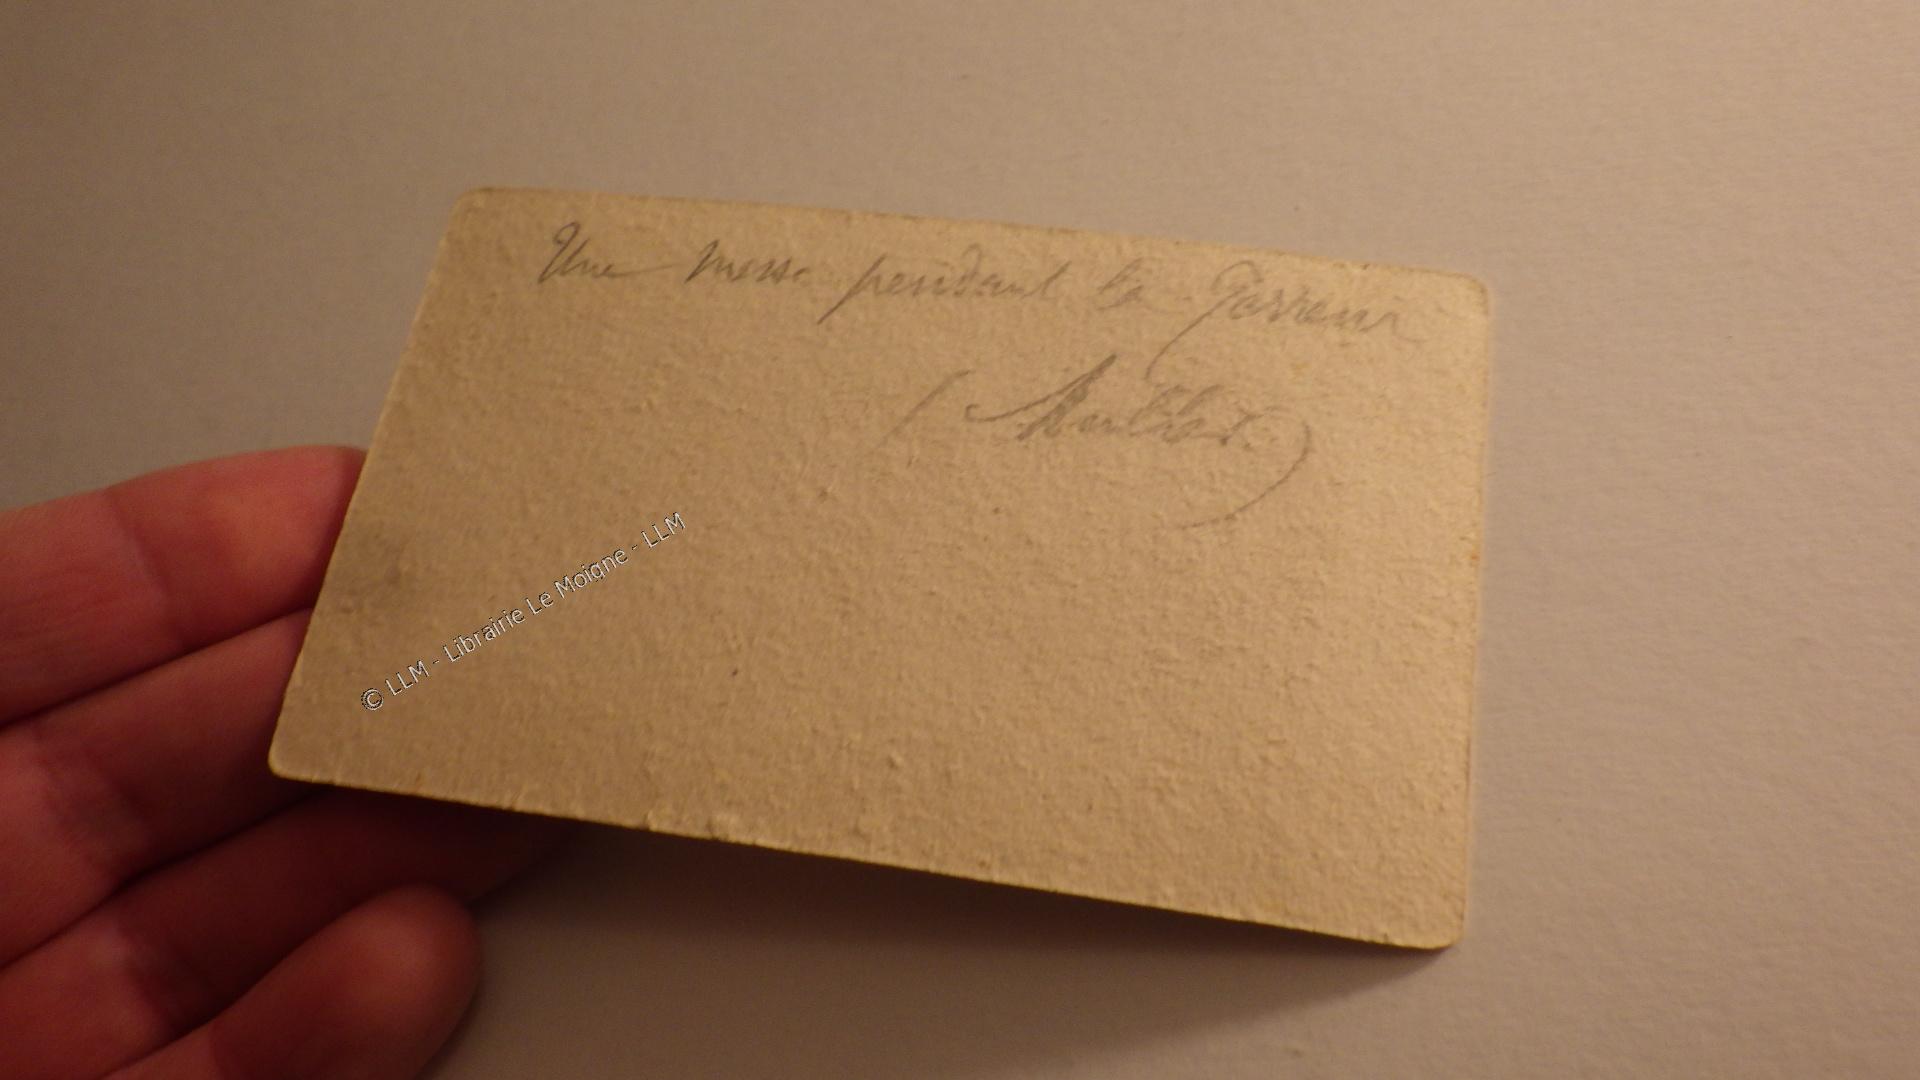 Une messe pendant la Terreur
© LLM - Librairie Le Moigne - LLM